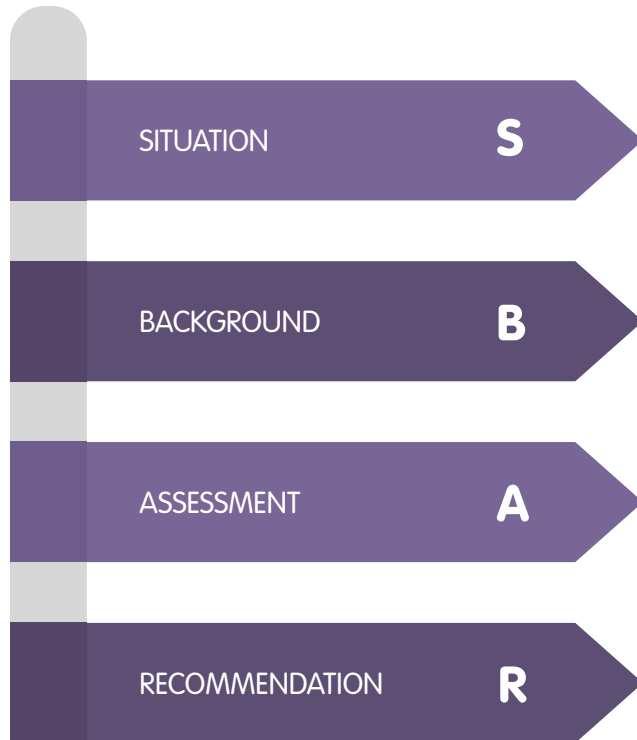 SITUATION S
BACKGROUND B
ASSESSMENT A
RECOMMENDATION R